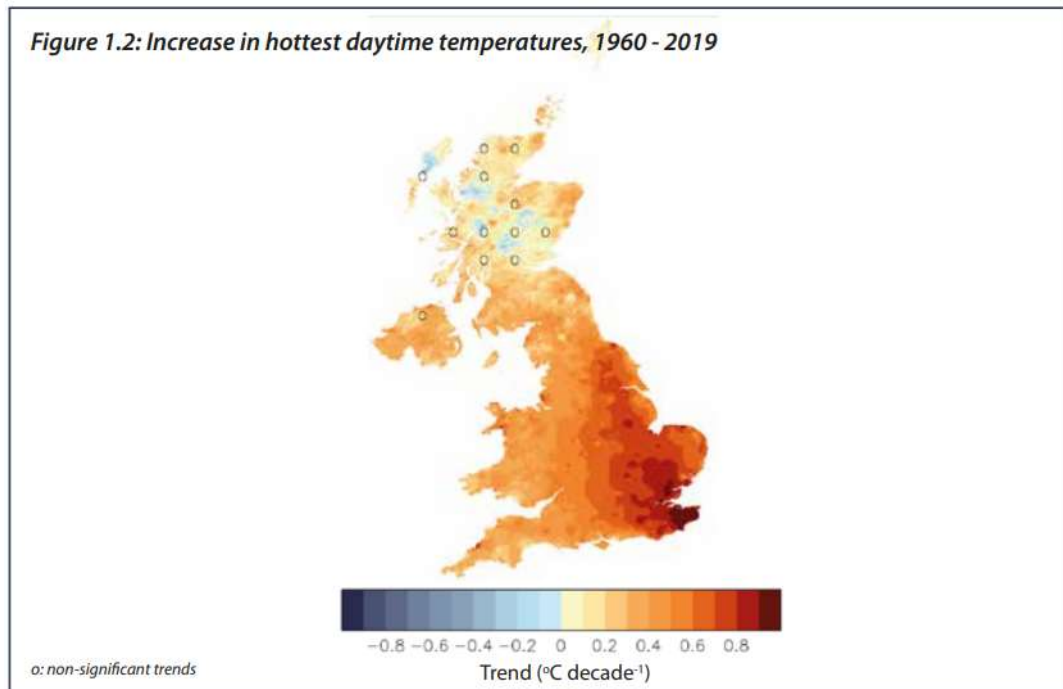 Figure 1.2: Increase in hottest daytime temperatures, 1960 - 2019
−0.8 −0.6 −0.4 −0.2 0 0.2 0.4 0.6 0.8
o: non-significant trends
Trend (ºC decade⁻¹)